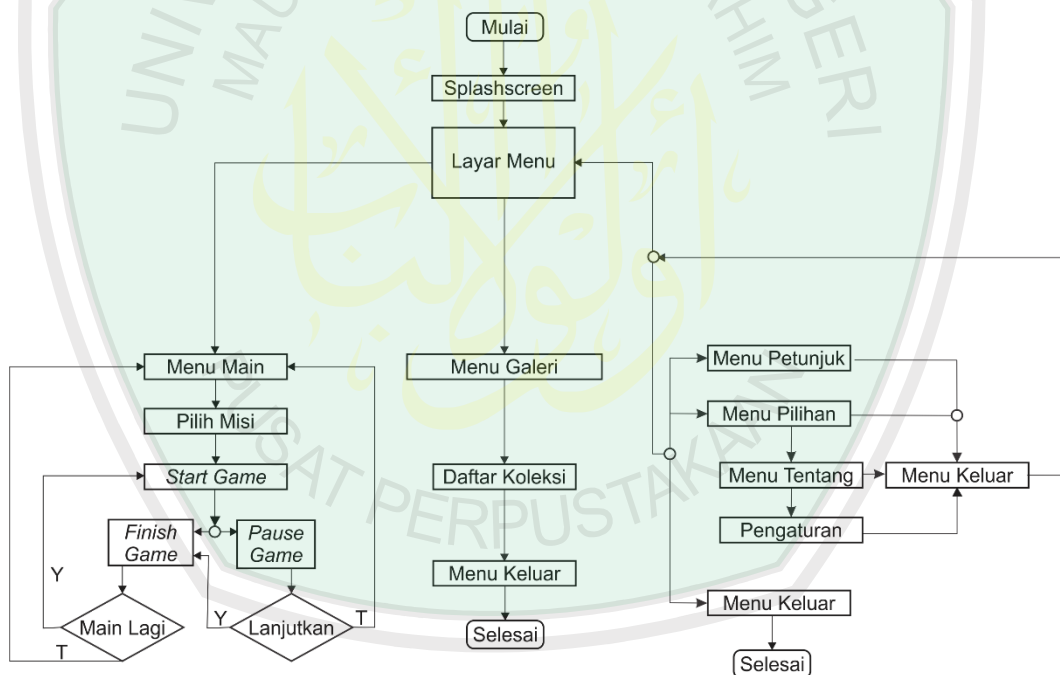 Mulai
Splashscreen
Layar Menu
Menu Main
Pilih Misi
Start Game
Finish
Game
Pause
Game
Y
Main Lagi
T
Y
Lanjutkan
T
Menu Galeri
Daftar Koleksi
Menu Keluar
Selesai
Menu Petunjuk
Menu Pilihan
Menu Tentang
Menu Keluar
Pengaturan
Menu Keluar
Selesai
PUSAT PERPUSTAKAAN